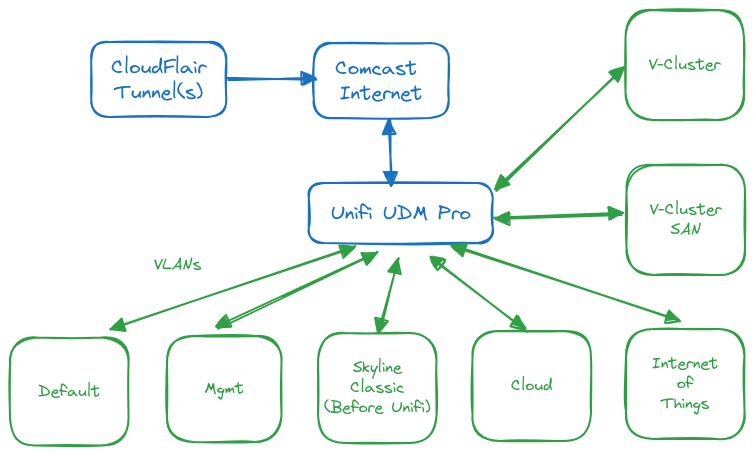 CloudFlair
Tunnel(s)
Comcast
Internet
V-Cluster
Unifi UDM Pro
V-Cluster
SAN
VLANs
Default
Mgmt
Skyline
Classic
(Before Unifi)
Cloud
Internet
of
Things